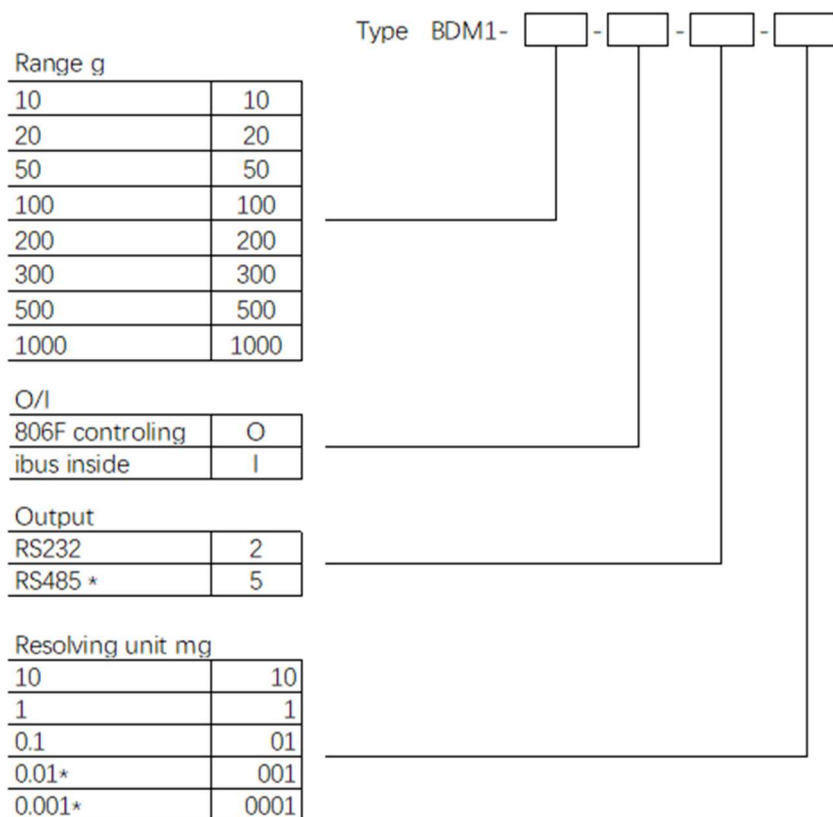 Type BDM1- - - -
Range g
10 10
20 20
50 50
100 100
200 200
300 300
500 500
1000 1000
O/I
806F controling O
ibus inside I
Output
RS232 2
RS485 * 5
Resolving unit mg
10 10
1 1
0.1 01
0.01* 001
0.001* 0001